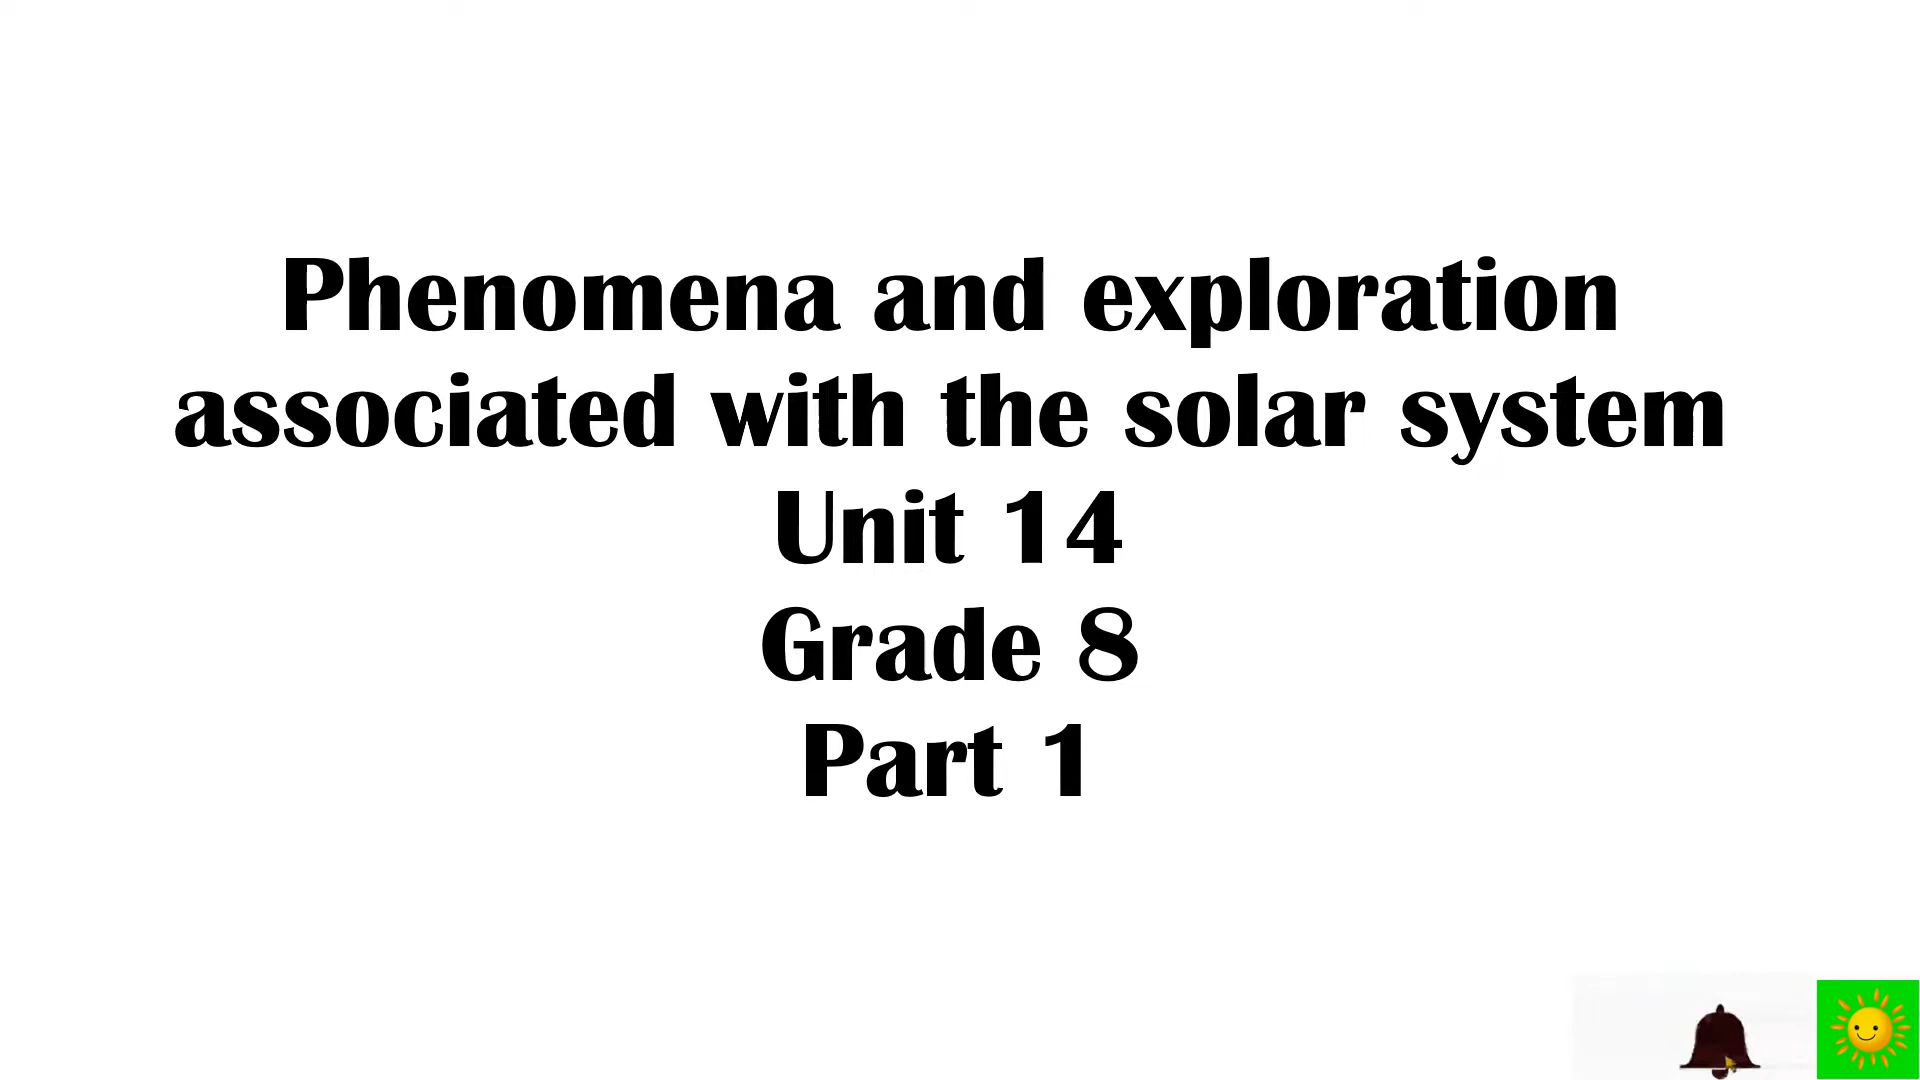 Phenomena and exploration
associated with the solar system
Unit 14
Grade 8
Part 1